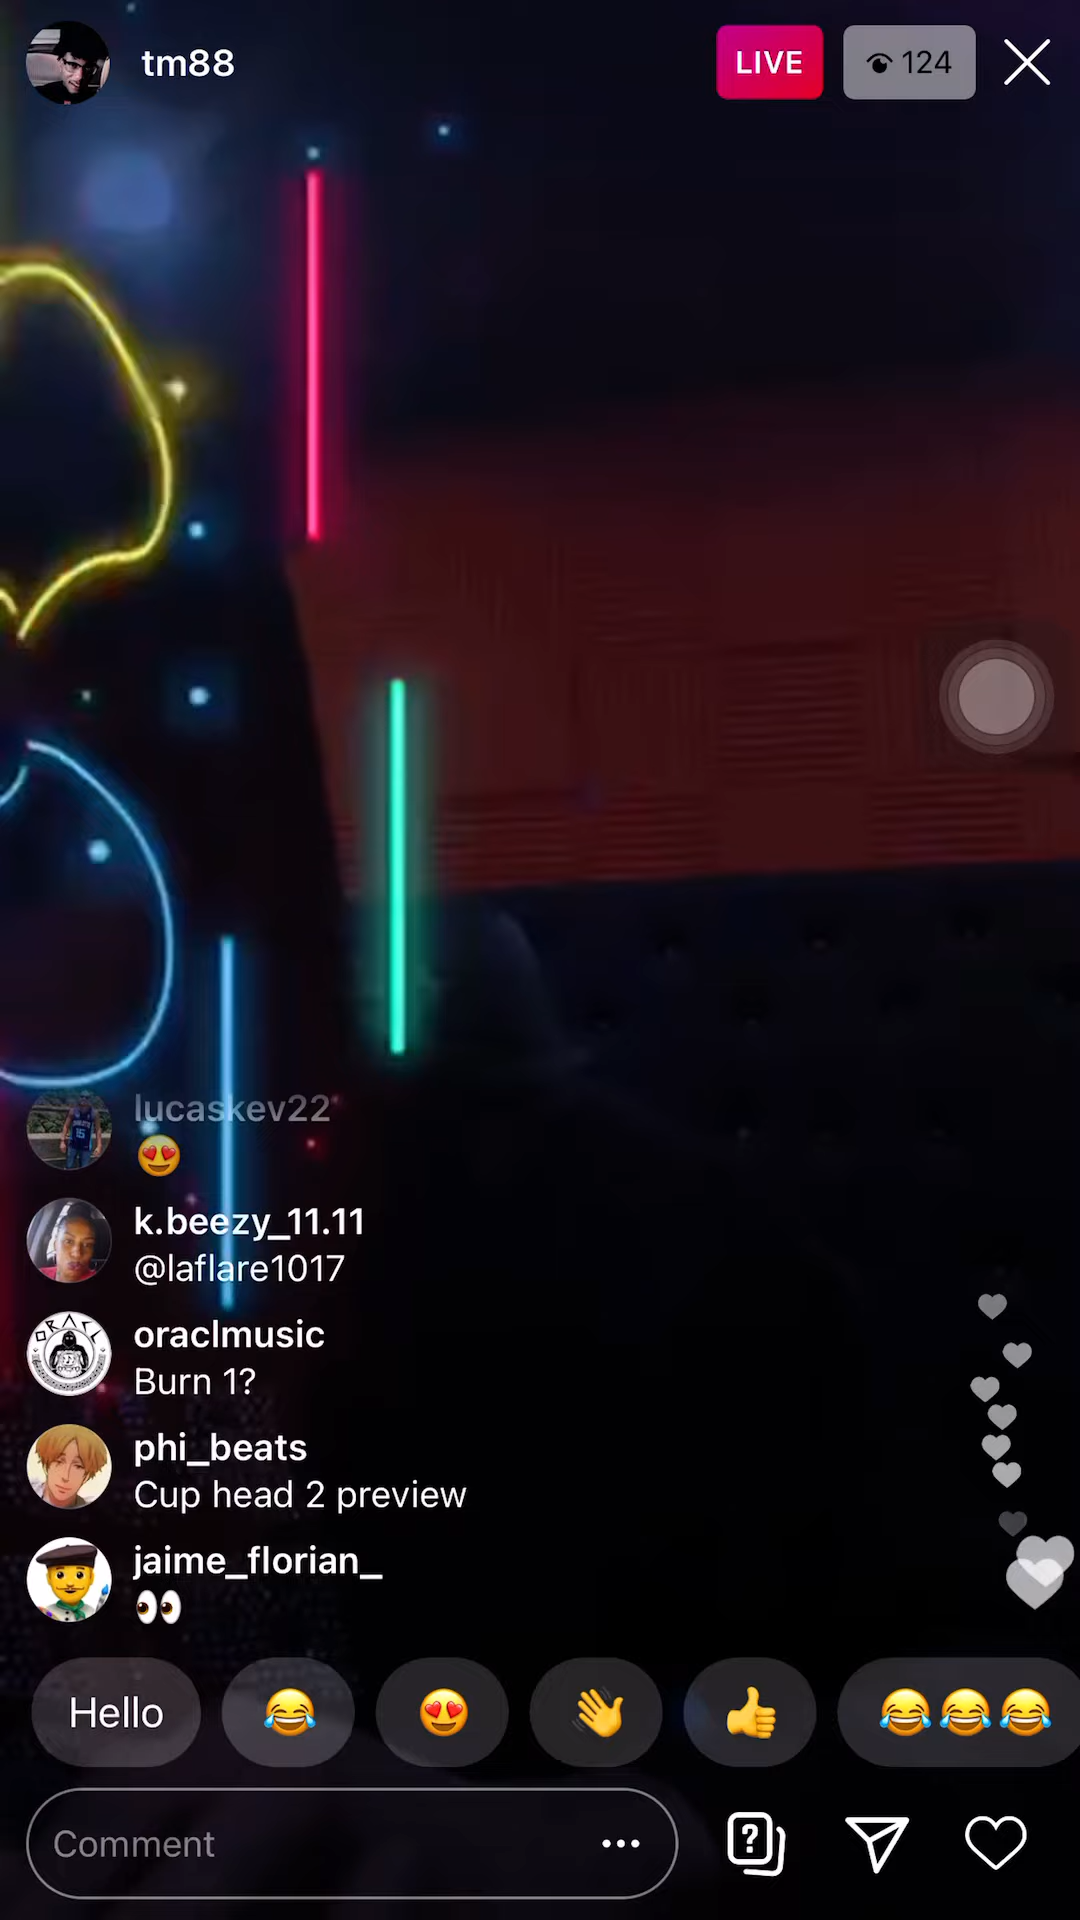 tm88
LIVE
124
lucaskev22
😍
k.beezy_11.11
@laflare1017
oraclmusic
Burn 1?
phi_beats
Cup head 2 preview
jaime_florian_
👀
Hello 😂 😍 👋 👍 😂😂😂
Comment